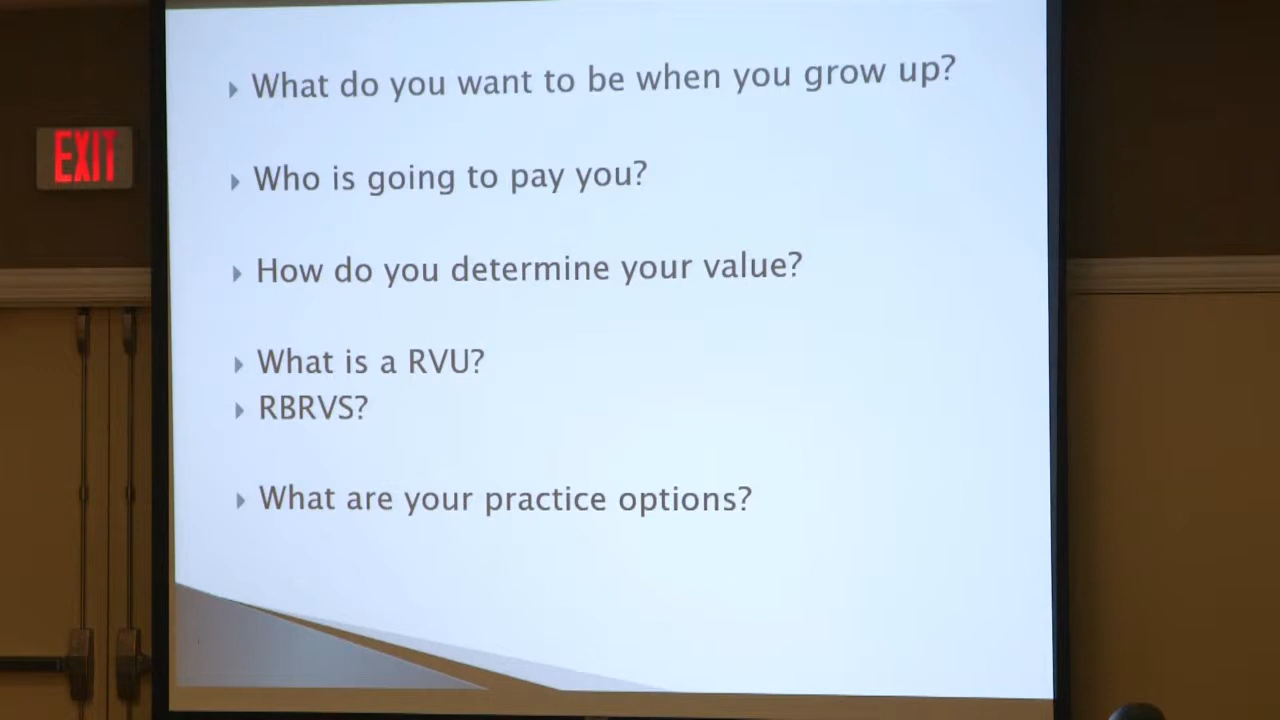 What do you want to be when you grow up?
EXIT
Who is going to pay you?
How do you determine your value?
What is a RVU?
RBRVS?
What are your practice options?